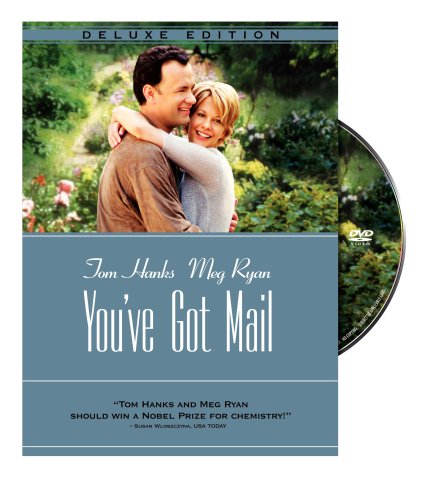 DELUXE EDITION
Tom Hanks Meg Ryan
You've Got Mail
"TOM HANKS AND MEG RYAN
SHOULD WIN A NOBEL PRIZE FOR CHEMISTRY!"
– SUSAN WLOSZCZYNA, USA TODAY
DVD
VIDEO